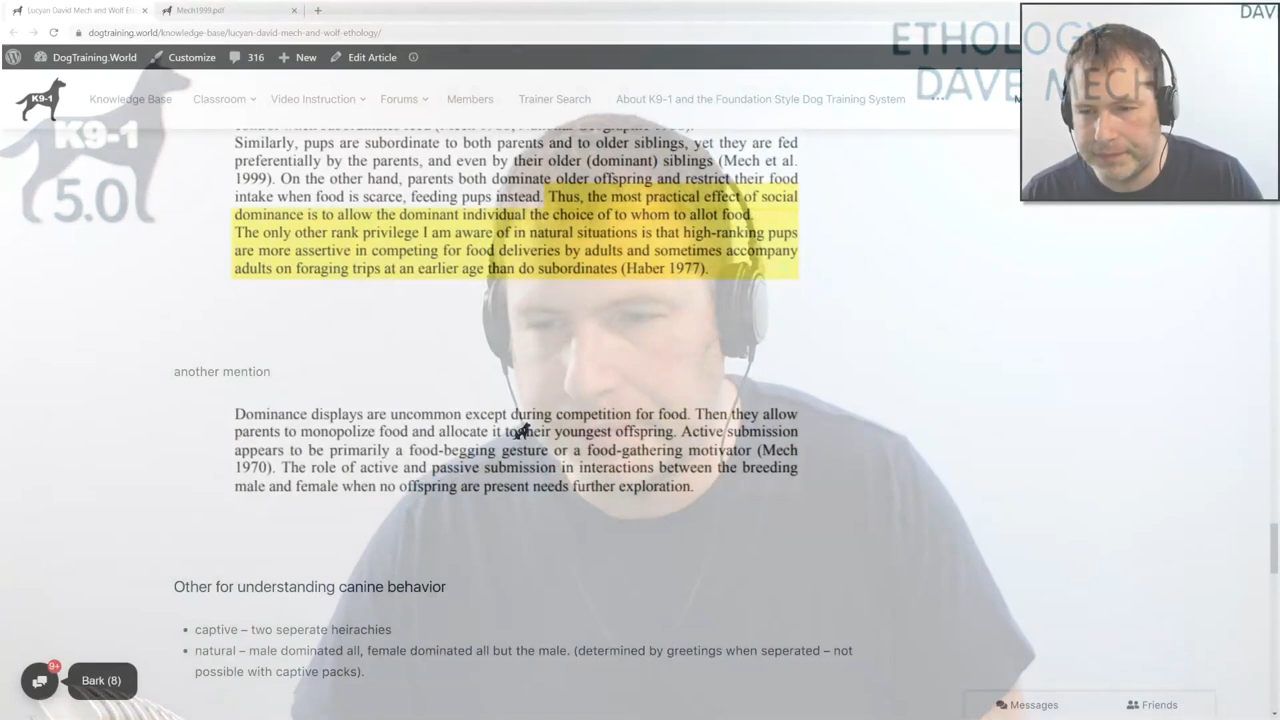 Lucyan David Mech and Wolf Et
Mech1999.pdf
dogtraining.world/knowledge-base/lucyan-david-mech-and-wolf-ethology/
DAV
ETHOLOGY
DAVE MECH
DogTraining.World
Customize
316
New
Edit Article
K9-1
Knowledge Base
Classroom
Video Instruction
Forums
Members
Trainer Search
About K9-1 and the Foundation Style Dog Training System
K9-1
5.0
Similarly, pups are subordinate to both parents and to older siblings, yet they are fed
preferentially by the parents, and even by their older (dominant) siblings (Mech et al.
1999). On the other hand, parents both dominate older offspring and restrict their food
intake when food is scarce, feeding pups instead. Thus, the most practical effect of social
dominance is to allow the dominant individual the choice of to whom to allot food.
The only other rank privilege I am aware of in natural situations is that high-ranking pups
are more assertive in competing for food deliveries by adults and sometimes accompany
adults on foraging trips at an earlier age than do subordinates (Haber 1977).
another mention
Dominance displays are uncommon except during competition for food. Then they allow
parents to monopolize food and allocate it to their youngest offspring. Active submission
appears to be primarily a food-begging gesture or a food-gathering motivator (Mech
1970). The role of active and passive submission in interactions between the breeding
male and female when no offspring are present needs further exploration.
Other for understanding canine behavior
captive – two seperate heirachies
natural – male dominated all, female dominated all but the male. (determined by greetings when seperated – not
possible with captive packs).
9+
Bark (8)
Messages
Friends